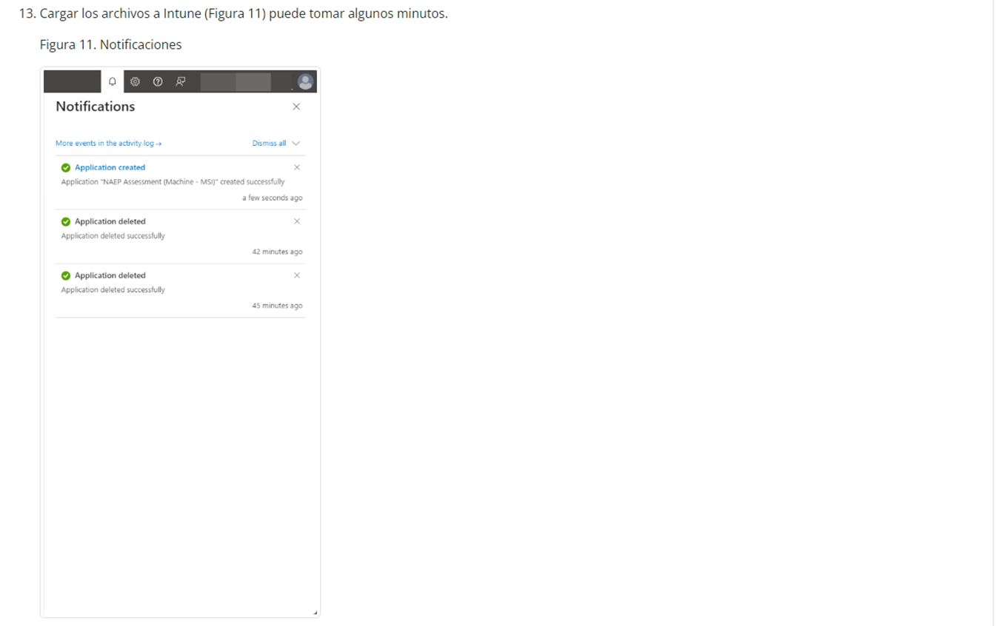 13. Cargar los archivos a Intune (Figura 11) puede tomar algunos minutos.
Figura 11. Notificaciones
Notifications
More events in the activity log →
Dismiss all
Application created
Application "NAEP Assessment (Machine - MSI)" created successfully
a few seconds ago
Application deleted
Application deleted successfully
42 minutes ago
Application deleted
Application deleted successfully
45 minutes ago